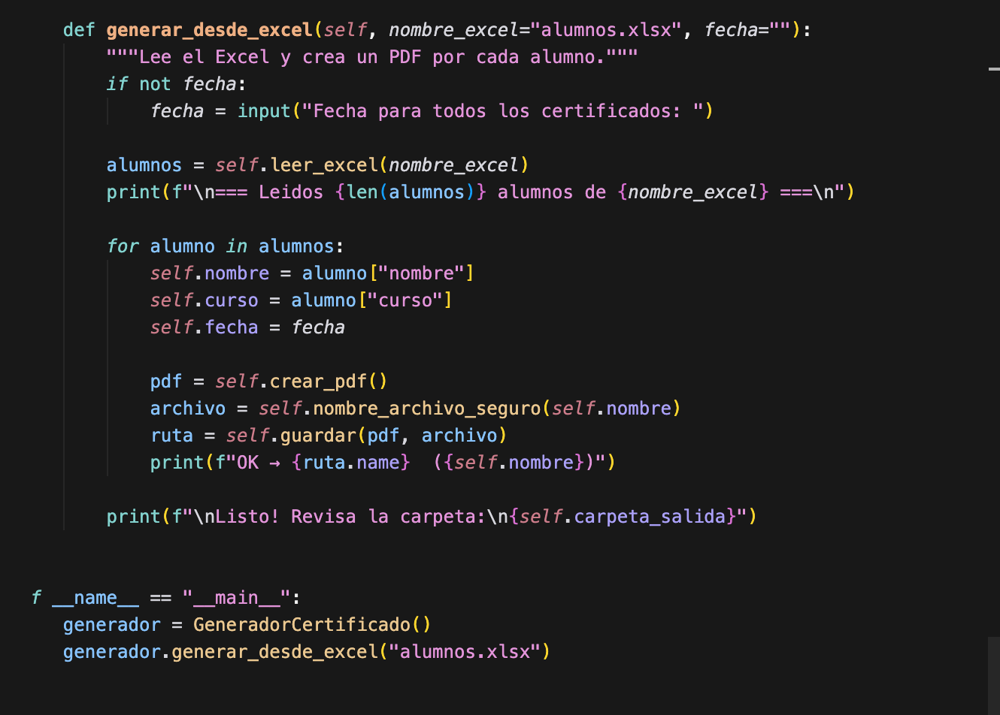 def generar_desde_excel(self, nombre_excel="alumnos.xlsx", fecha=""):
"""Lee el Excel y crea un PDF por cada alumno."""
if not fecha:
fecha = input("Fecha para todos los certificados: ")
alumnos = self.leer_excel(nombre_excel)
print(f"\n=== Leidos {len(alumnos)} alumnos de {nombre_excel} ===\n")
for alumno in alumnos:
self.nombre = alumno["nombre"]
self.curso = alumno["curso"]
self.fecha = fecha
pdf = self.crear_pdf()
archivo = self.nombre_archivo_seguro(self.nombre)
ruta = self.guardar(pdf, archivo)
print(f"OK → {ruta.name}  ({self.nombre})")
print(f"\nListo! Revisa la carpeta:\n{self.carpeta_salida}")
f __name__ == "__main__":
generador = GeneradorCertificado()
generador.generar_desde_excel("alumnos.xlsx")